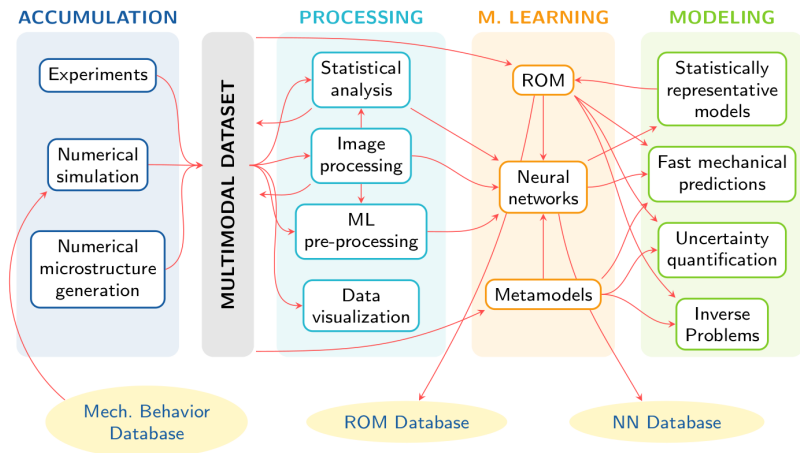 ACCUMULATION
PROCESSING
M. LEARNING
MODELING
Experiments
Numerical
simulation
Numerical
microstructure
generation
MULTIMODAL DATASET
Statistical
analysis
Image
processing
ML
pre-processing
Data
visualization
ROM
Neural
networks
Metamodels
Statistically
representative
models
Fast mechanical
predictions
Uncertainty
quantification
Inverse
Problems
Mech. Behavior
Database
ROM Database
NN Database